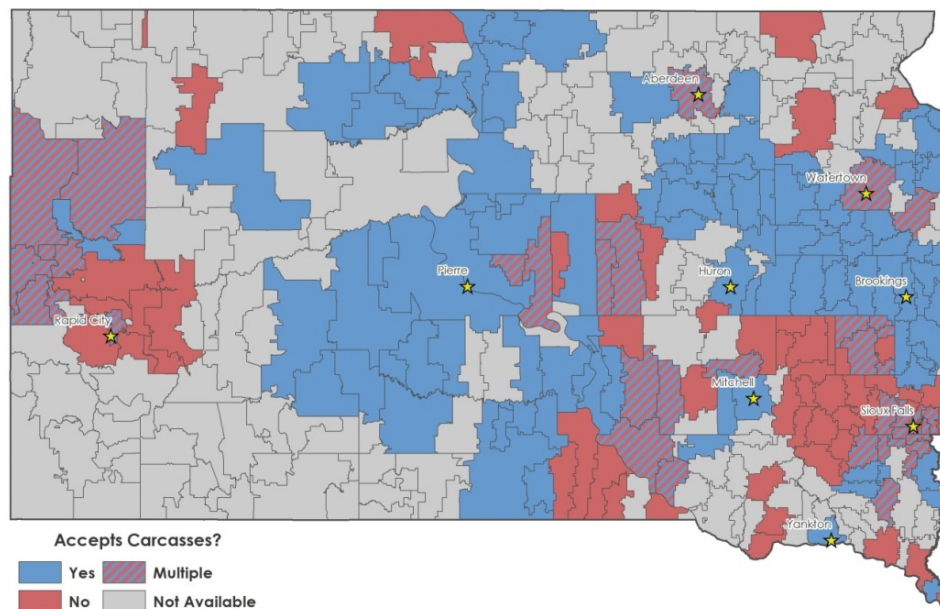 Aberdeen
Watertown
Pierre
Huron
Brookings
Rapid City
Mitchell
Sioux Falls
Yankton
Accepts Carcasses?
Yes Multiple
No Not Available